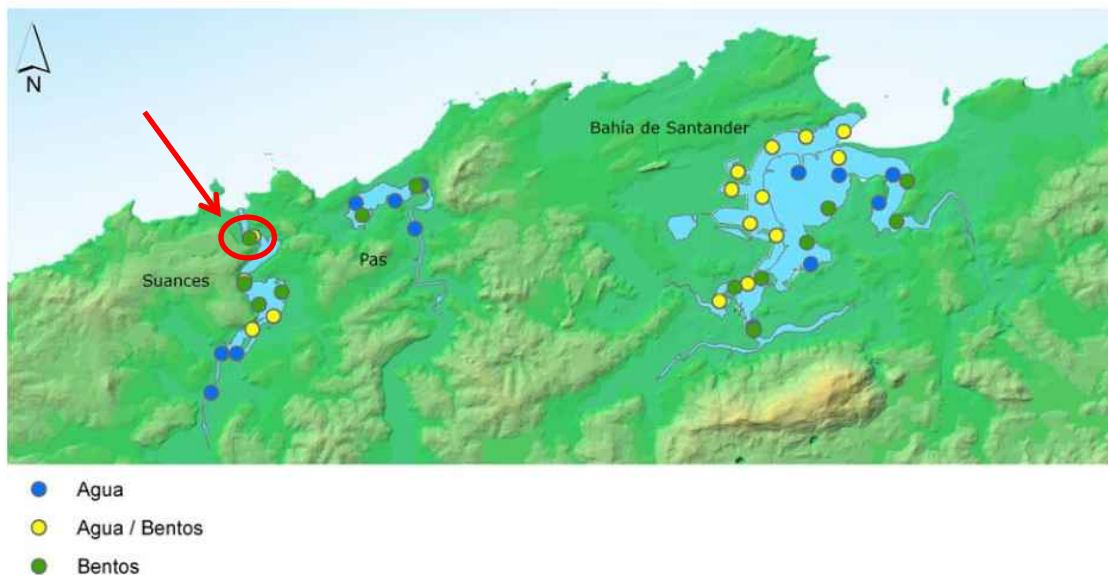 N
Bahía de Santander
Suances
Pas
Agua
Agua / Bentos
Bentos